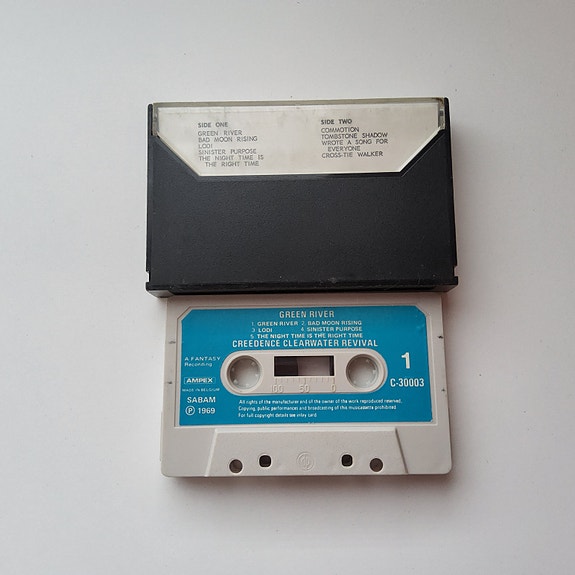 SIDE ONE
GREEN RIVER
BAD MOON RISING
LODI
SINISTER PURPOSE
THE NIGHT TIME IS
THE RIGHT TIME
SIDE TWO
COMMOTION
TOMBSTONE SHADOW
WROTE A SONG FOR
EVERYONE
CROSS-TIE WALKER
GREEN RIVER
1. GREEN RIVER 2. BAD MOON RISING
3. LODI 4. SINISTER PURPOSE
5. THE NIGHT TIME IS THE RIGHT TIME
CREEDENCE CLEARWATER REVIVAL
A FANTASY
Recording
AMPEX
MADE IN BELGIUM
SABAM
Ⓟ 1969
1
C-30003
100 50 0
All rights of the manufacturer and of the owner of the work reproduced reserved.
Copying, public performances and broadcasting of this musicassette prohibited.
For full copyright details see inlay card.